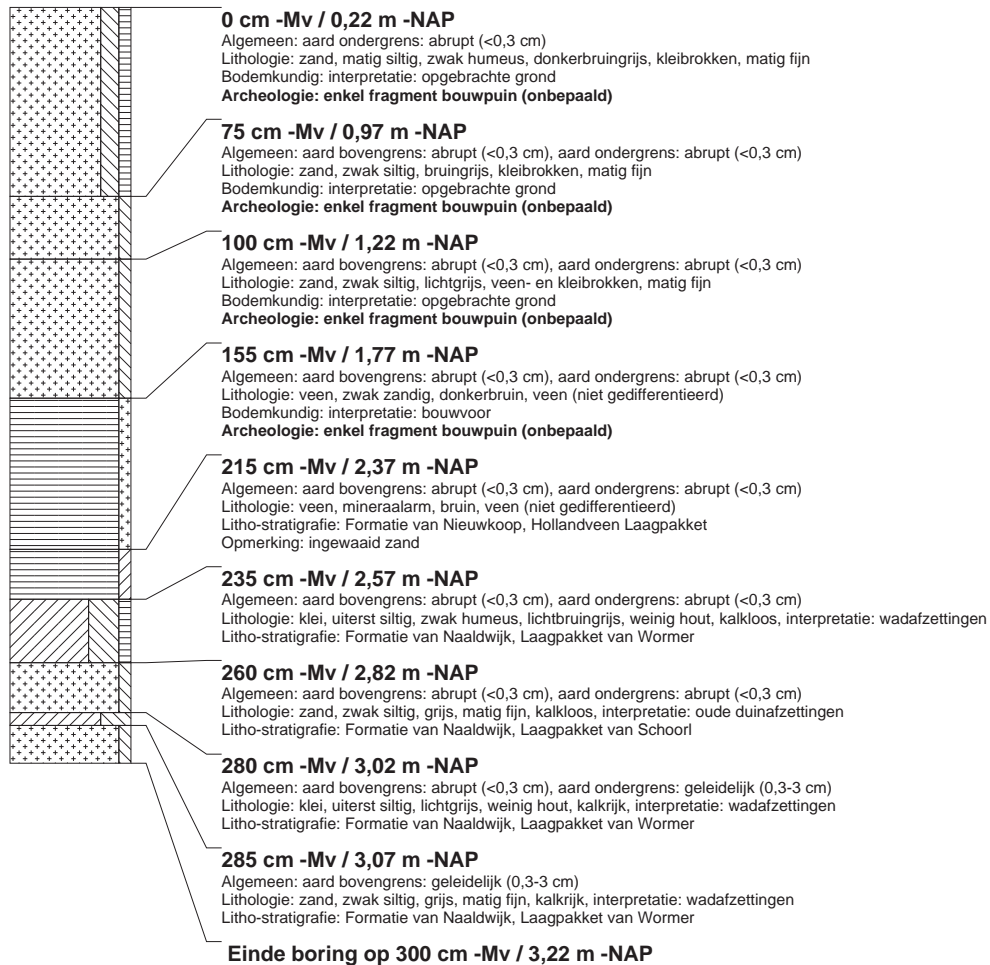 0 cm -Mv / 0,22 m -NAP
Algemeen: aard ondergrens: abrupt (<0,3 cm)
Lithologie: zand, matig siltig, zwak humeus, donkerbruingrijs, kleibrokken, matig fijn
Bodemkundig: interpretatie: opgebrachte grond
Archeologie: enkel fragment bouwpuin (onbepaald)
75 cm -Mv / 0,97 m -NAP
Algemeen: aard bovengrens: abrupt (<0,3 cm), aard ondergrens: abrupt (<0,3 cm)
Lithologie: zand, zwak siltig, bruingrijs, kleibrokken, matig fijn
Bodemkundig: interpretatie: opgebrachte grond
Archeologie: enkel fragment bouwpuin (onbepaald)
100 cm -Mv / 1,22 m -NAP
Algemeen: aard bovengrens: abrupt (<0,3 cm), aard ondergrens: abrupt (<0,3 cm)
Lithologie: zand, zwak siltig, lichtgrijs, veen- en kleibrokken, matig fijn
Bodemkundig: interpretatie: opgebrachte grond
Archeologie: enkel fragment bouwpuin (onbepaald)
155 cm -Mv / 1,77 m -NAP
Algemeen: aard bovengrens: abrupt (<0,3 cm), aard ondergrens: abrupt (<0,3 cm)
Lithologie: veen, zwak zandig, donkerbruin, veen (niet gedifferentieerd)
Bodemkundig: interpretatie: bouwvoor
Archeologie: enkel fragment bouwpuin (onbepaald)
215 cm -Mv / 2,37 m -NAP
Algemeen: aard bovengrens: abrupt (<0,3 cm), aard ondergrens: abrupt (<0,3 cm)
Lithologie: veen, mineraalarm, bruin, veen (niet gedifferentieerd)
Litho-stratigrafie: Formatie van Nieuwkoop, Hollandveen Laagpakket
Opmerking: ingewaaid zand
235 cm -Mv / 2,57 m -NAP
Algemeen: aard bovengrens: abrupt (<0,3 cm), aard ondergrens: abrupt (<0,3 cm)
Lithologie: klei, uiterst siltig, zwak humeus, lichtbruingrijs, weinig hout, kalkloos, interpretatie: wadafzettingen
Litho-stratigrafie: Formatie van Naaldwijk, Laagpakket van Wormer
260 cm -Mv / 2,82 m -NAP
Algemeen: aard bovengrens: abrupt (<0,3 cm), aard ondergrens: abrupt (<0,3 cm)
Lithologie: zand, zwak siltig, grijs, matig fijn, kalkloos, interpretatie: oude duinafzettingen
Litho-stratigrafie: Formatie van Naaldwijk, Laagpakket van Schoorl
280 cm -Mv / 3,02 m -NAP
Algemeen: aard bovengrens: abrupt (<0,3 cm), aard ondergrens: geleidelijk (0,3-3 cm)
Lithologie: klei, uiterst siltig, lichtgrijs, weinig hout, kalkrijk, interpretatie: wadafzettingen
Litho-stratigrafie: Formatie van Naaldwijk, Laagpakket van Wormer
285 cm -Mv / 3,07 m -NAP
Algemeen: aard bovengrens: geleidelijk (0,3-3 cm)
Lithologie: zand, zwak siltig, grijs, matig fijn, kalkrijk, interpretatie: wadafzettingen
Litho-stratigrafie: Formatie van Naaldwijk, Laagpakket van Wormer
Einde boring op 300 cm -Mv / 3,22 m -NAP